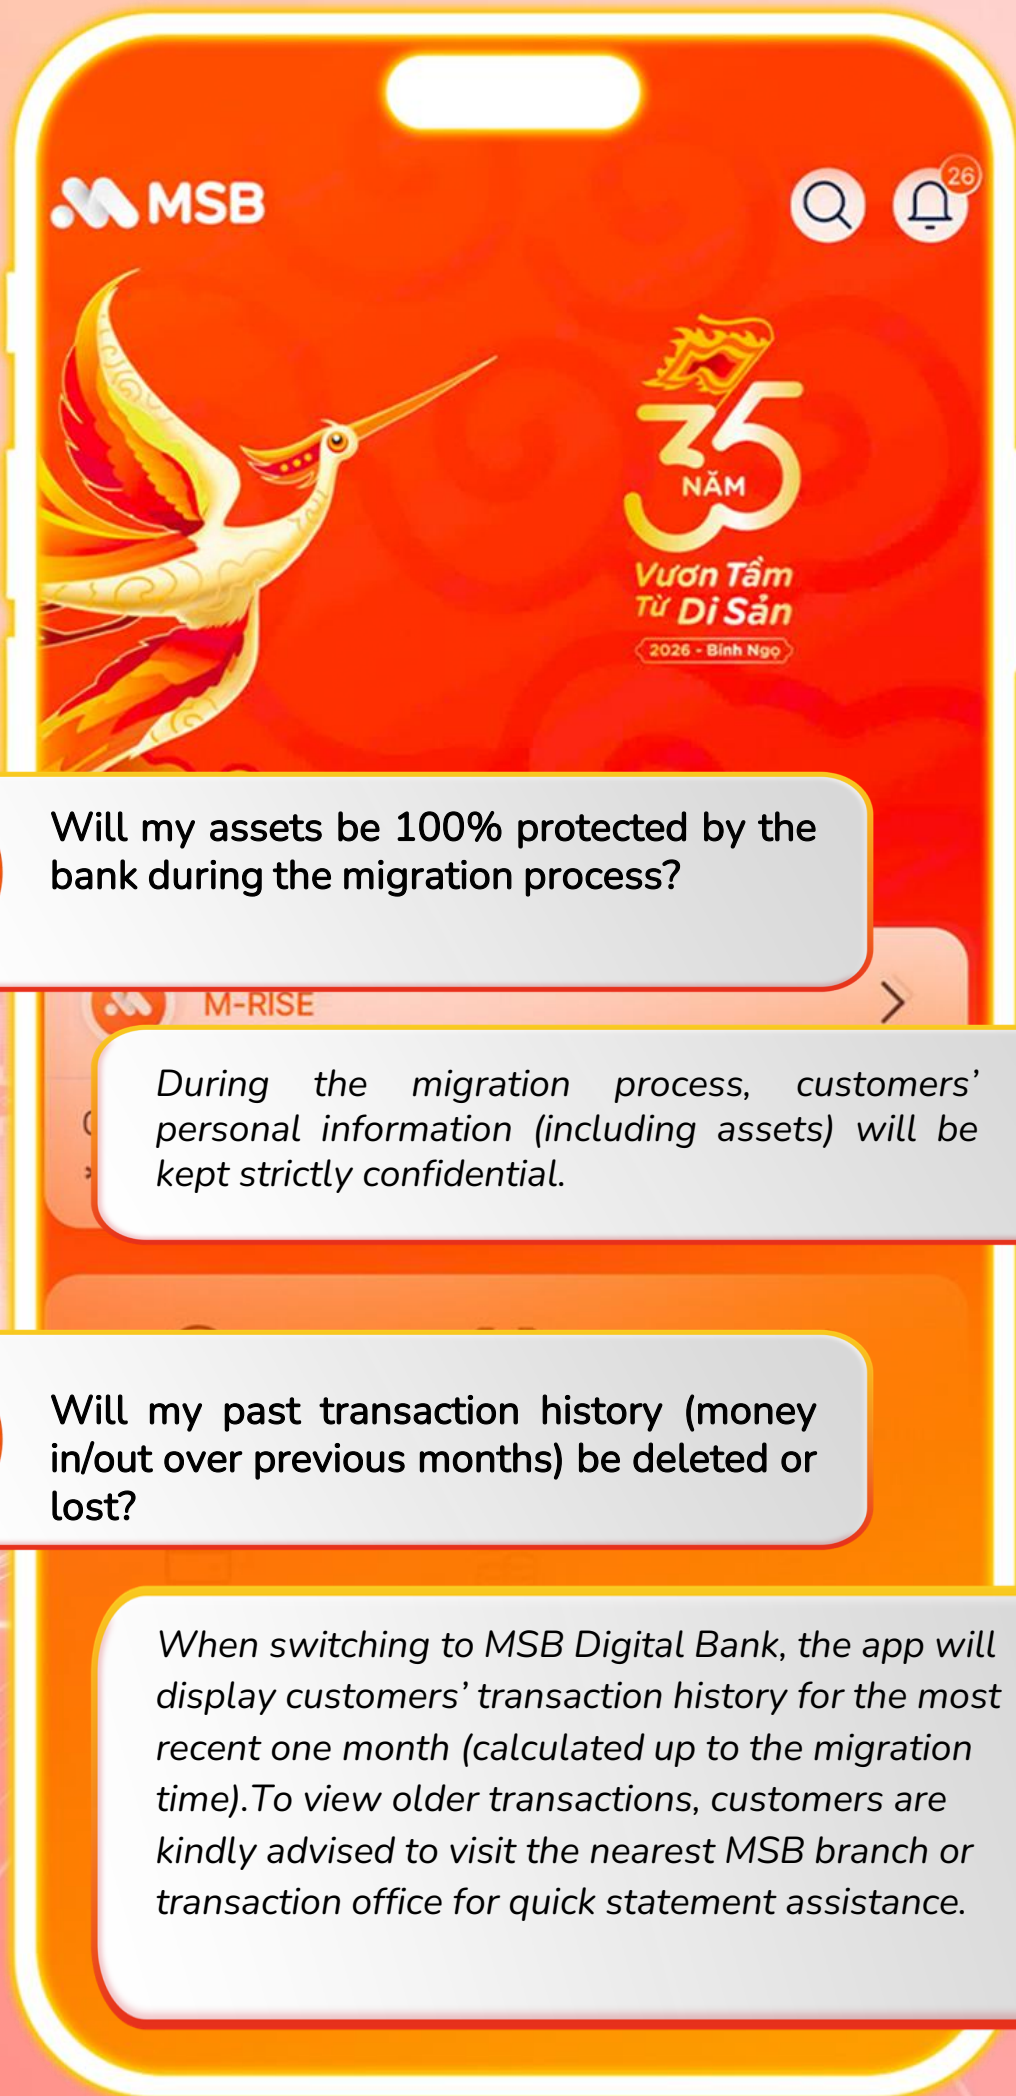 MSB
26
35
NĂM
Vươn Tầm
Từ Di Sản
2026 - Bính Ngọ
Will my assets be 100% protected by the
bank during the migration process?
M-RISE
During the migration process, customers’
personal information (including assets) will be
kept strictly confidential.
Will my past transaction history (money
in/out over previous months) be deleted or
lost?
When switching to MSB Digital Bank, the app will
display customers’ transaction history for the most
recent one month (calculated up to the migration
time).To view older transactions, customers are
kindly advised to visit the nearest MSB branch or
transaction office for quick statement assistance.